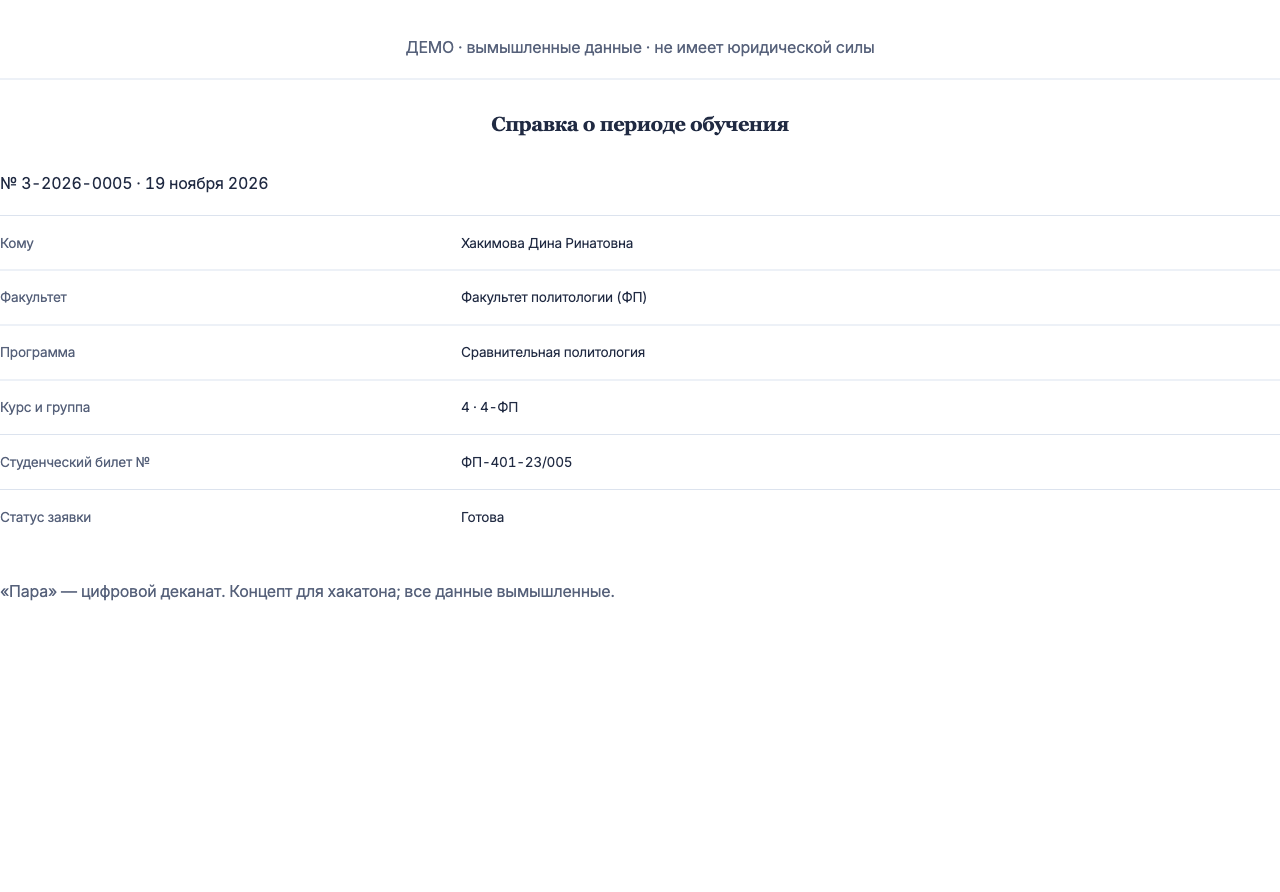 ДЕМО · вымышленные данные · не имеет юридической силы
Справка о периоде обучения
№ 3-2026-0005 · 19 ноября 2026
Кому Хакимова Дина Ринатовна
Факультет Факультет политологии (ФП)
Программа Сравнительная политология
Курс и группа 4 · 4-ФП
Студенческий билет № ФП-401-23/005
Статус заявки Готова
«Пара» — цифровой деканат. Концепт для хакатона; все данные вымышленные.